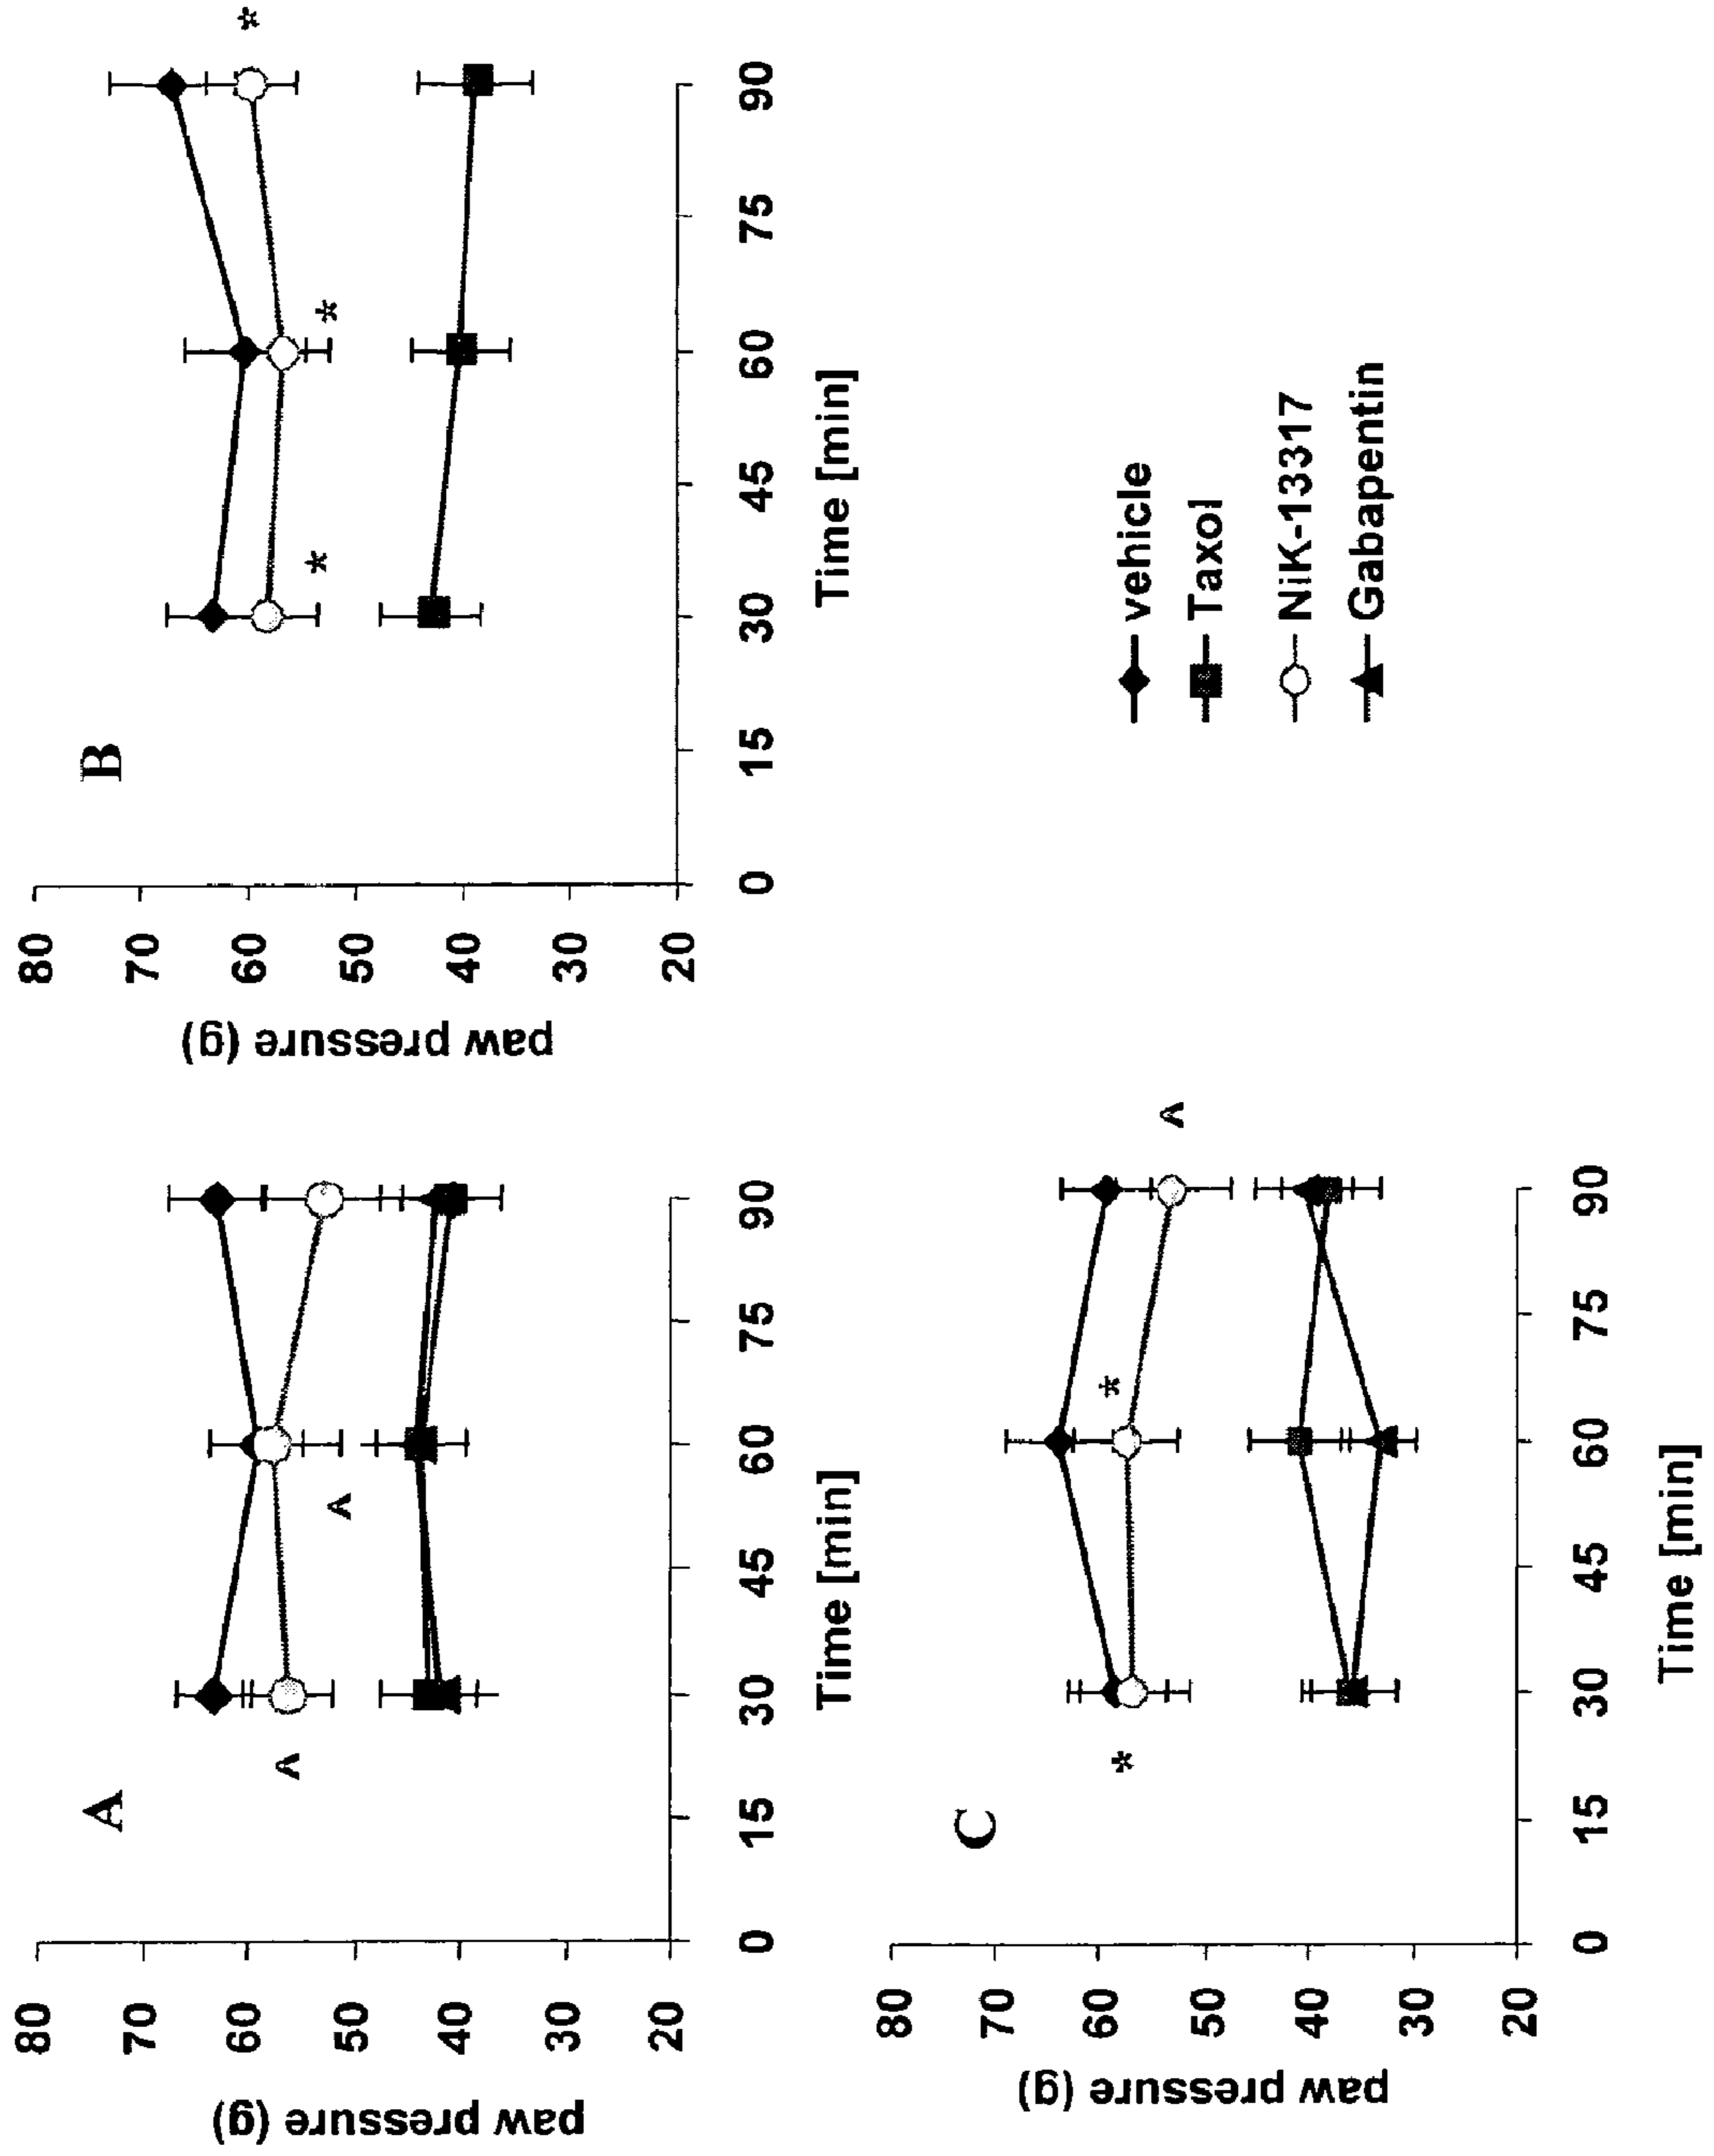 A
paw pressure (g)
80
70
60
50
40
30
20
^
^
0 15 30 45 60 75 90
Time [min]
B
paw pressure (g)
80
70
60
50
40
30
20
*
*
*
0 15 30 45 60 75 90
Time [min]
C
paw pressure (g)
80
70
60
50
40
30
20
*
*
^
0 15 30 45 60 75 90
Time [min]
vehicle
Taxol
NiK-13317
Gabapentin